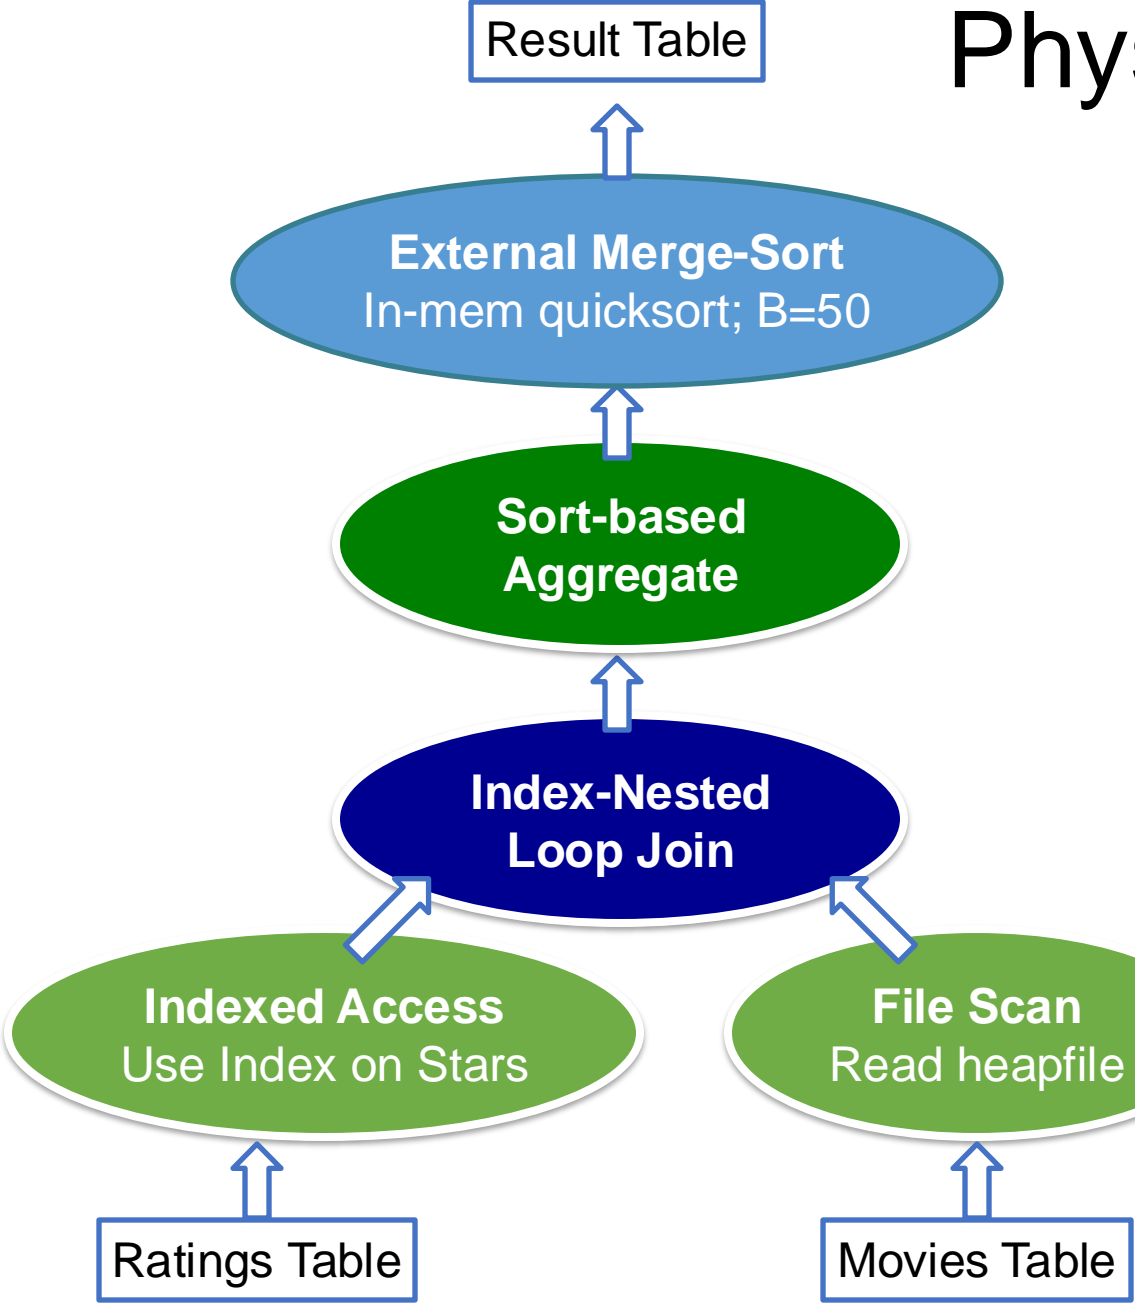 Result Table
External Merge-Sort
In-mem quicksort; B=50
Sort-based
Aggregate
Index-Nested
Loop Join
Indexed Access
Use Index on Stars
File Scan
Read heapfile
Ratings Table
Movies Table